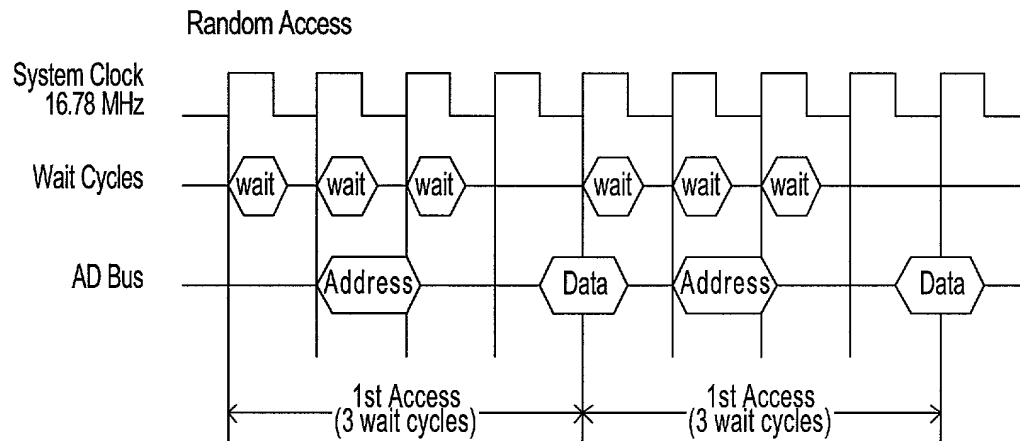 Random Access
System Clock
16.78 MHz
Wait Cycles
wait wait wait wait wait wait
AD Bus
Address Data Address Data
1st Access
(3 wait cycles)
1st Access
(3 wait cycles)